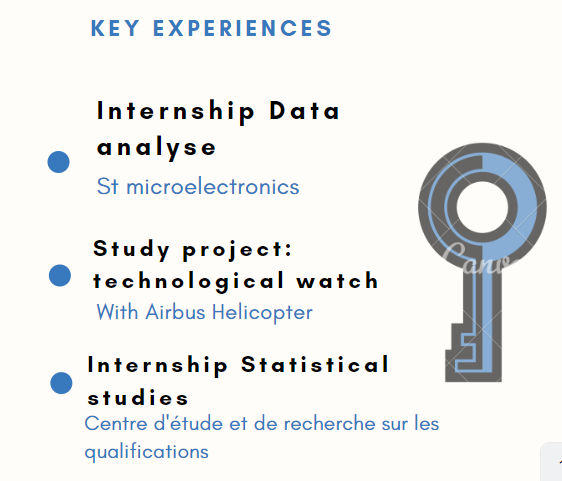 KEY EXPERIENCES
Internship Data
analyse
St microelectronics
Study project:
technological watch
With Airbus Helicopter
Internship Statistical
studies
Centre d'étude et de recherche sur les
qualifications
Canva